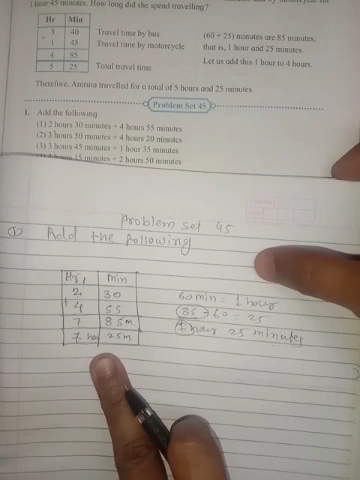 1 hour 45 minutes. How long did she spend travelling?
Hr Min
3 40 Travel time by bus
+ 1 45 Travel time by motorcycle
4 85
5 25 Total travel time
(60 + 25) minutes are 85 minutes,
that is, 1 hour and 25 minutes.
Let us add this 1 hour to 4 hours.
Therefore, Amruta travelled for a total of 5 hours and 25 minutes.
Problem Set 45
1. Add the following
(1) 2 hours 30 minutes + 4 hours 55 minutes
(2) 3 hours 50 minutes + 4 hours 20 minutes
(3) 3 hours 45 minutes + 1 hour 35 minutes
15 minutes + 2 hours 50 minutes
Problem set 45
① Add the following
Hr, min
2 30
+ 4 55
7 85m
7 hou 25m
60 min = 1 hour
85 - 60 = 25
7 hour 25 minutes